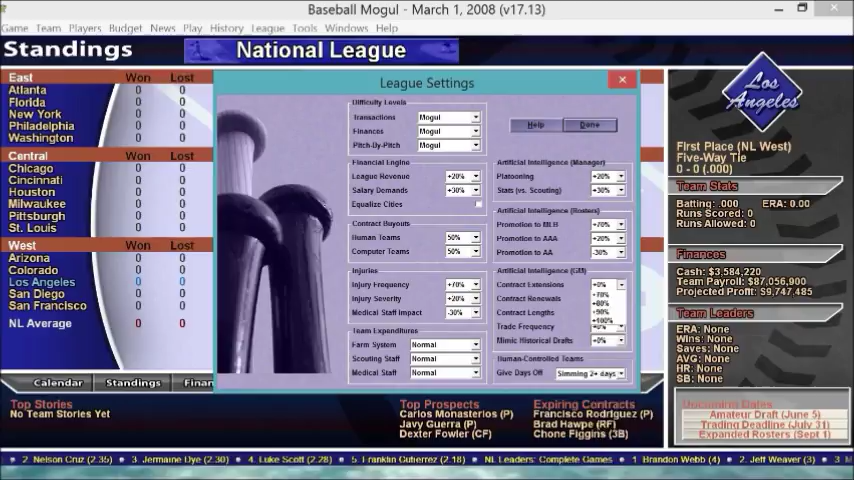 Baseball Mogul - March 1, 2008 (v17.13)
Game Team Players Budget News Play History League Tools Windows Help
Standings
National League
East Won Lost
Atlanta 0 0
Florida 0 0
New York 0 0
Philadelphia 0 0
Washington 0 0
Central Won Lost
Chicago 0 0
Cincinnati 0 0
Houston 0 0
Milwaukee 0 0
Pittsburgh 0 0
St. Louis 0 0
West Won Lost
Arizona 0 0
Colorado 0 0
Los Angeles 0 0
San Diego 0 0
San Francisco 0 0
NL Average 0 0
League Settings
Difficulty Levels
Transactions Mogul
Finances Mogul
Pitch-By-Pitch Mogul
Help Done
Financial Engine
League Revenue +20%
Salary Demands +30%
Equalize Cities
Contract Buyouts
Human Teams 50%
Computer Teams 50%
Injuries
Injury Frequency +70%
Injury Severity +20%
Medical Staff Impact -30%
Team Expenditures
Farm System Normal
Scouting Staff Normal
Medical Staff Normal
Artificial Intelligence (Manager)
Platooning +20%
Stats (vs. Scouting) +30%
Artificial Intelligence (Rosters)
Promotion to MLB +70%
Promotion to AAA +20%
Promotion to AA -30%
Artificial Intelligence (GM)
Contract Extensions +0%
+70%
Contract Renewals +80%
Contract Lengths +90%
+100%
Trade Frequency +0%
Mimic Historical Drafts +0%
Human-Controlled Teams
Give Days Off Simming 2+ days
Los Angeles
First Place (NL West)
Five-Way Tie
0 - 0 (.000)
Team Stats
Batting: .000 ERA: 0.00
Runs Scored: 0
Runs Allowed: 0
Finances
Cash: $3,584,220
Team Payroll: $87,056,900
Projected Profit: $9,747,485
Team Leaders
ERA: None
Wins: None
Saves: None
AVG: None
HR: None
SB: None
Calendar Standings Finan
Top Stories
No Team Stories Yet
Top Prospects
Carlos Monasterios (P)
Javy Guerra (P)
Dexter Fowler (CF)
Expiring Contracts
Francisco Rodriguez (P)
Brad Hawpe (RF)
Chone Figgins (3B)
Upcoming Dates
Amateur Draft (June 5)
Trading Deadline (July 31)
Expanded Rosters (Sept 1)
2. Nelson Cruz (2.35) 3. Jermaine Dye (2.30) 4. Luke Scott (2.28) 5. Franklin Gutierrez (2.18) NL Leaders: Complete Games 1. Brandon Webb (4) 2. Jeff Weaver (3) 3. M